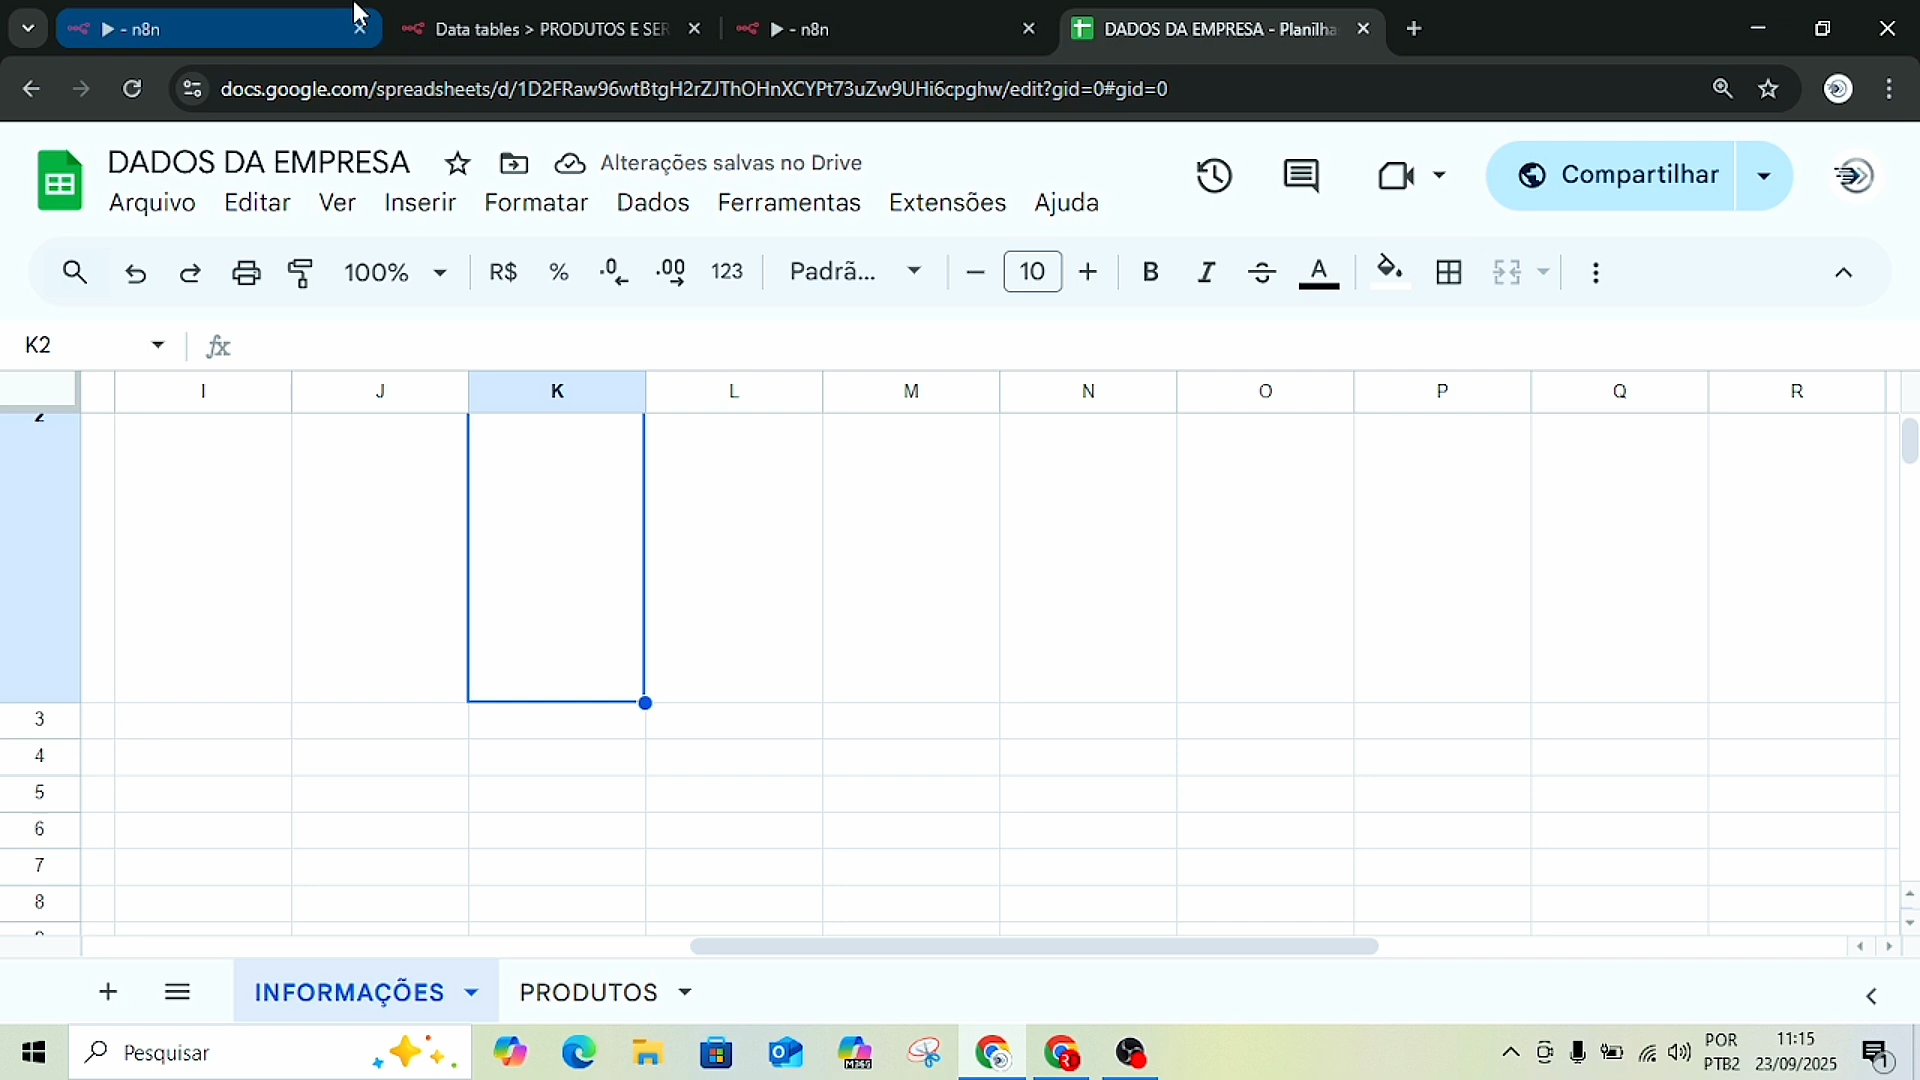 - n8n
Data tables > PRODUTOS E SER
- n8n
DADOS DA EMPRESA - Planilha
docs.google.com/spreadsheets/d/1D2FRaw96wtBtgH2rZJThOHnXCYPt73uZw9UHi6cpghw/edit?gid=0#gid=0
DADOS DA EMPRESA
Alterações salvas no Drive
Arquivo Editar Ver Inserir Formatar Dados Ferramentas Extensões Ajuda
Compartilhar
100% R$ % .0 .00 123 Padrã... 10 B I A
K2 fx
I J K L M N O P Q R
2
3
4
5
6
7
8
INFORMAÇÕES PRODUTOS
Pesquisar
M365
R
POR
PTB2
11:15
23/09/2025
1